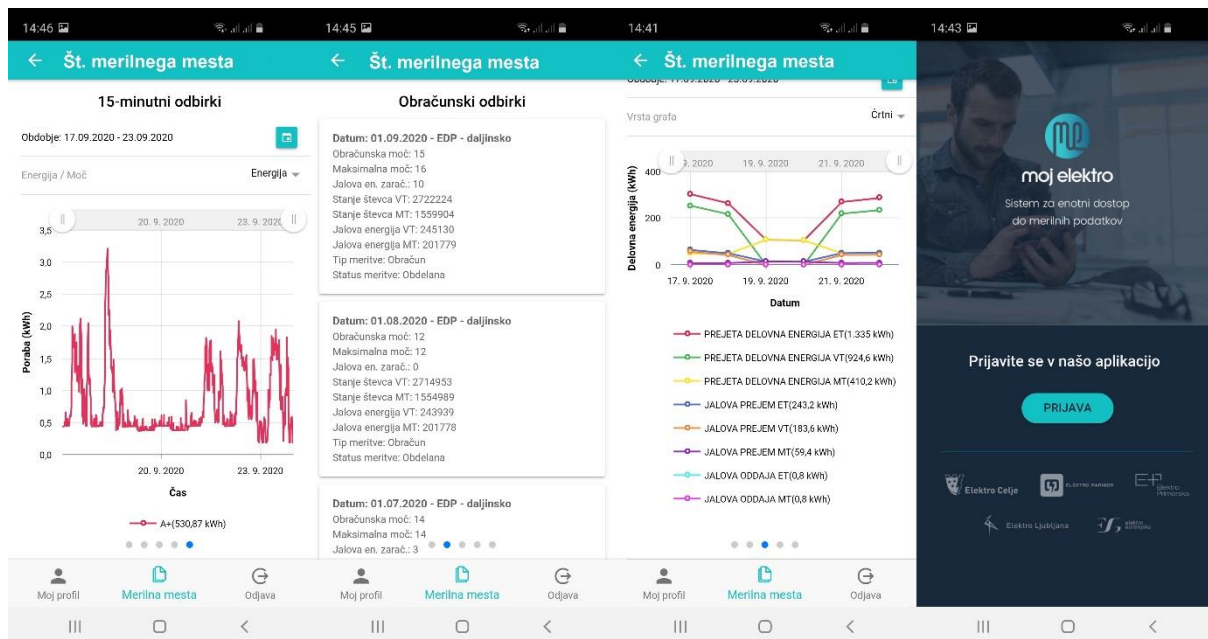 14:46
Št. merilnega mesta
15-minutni odbirki
Obdobje: 17.09.2020 - 23.09.2020
Energija / Moč
Energija
20. 9. 2020
23. 9. 2020
3,5
3,0
2,5
2,0
1,5
1,0
0,5
0,0
Poraba (kWh)
20. 9. 2020
23. 9. 2020
Čas
A+(530,87 kWh)
Moj profil
Merilna mesta
Odjava
14:45
Št. merilnega mesta
Obračunski odbirki
Datum: 01.09.2020 - EDP - daljinsko
Obračunska moč: 15
Maksimalna moč: 16
Jalova en. zarač.: 10
Stanje števca VT: 2722224
Stanje števca MT: 1559904
Jalova energija VT: 245130
Jalova energija MT: 201779
Tip meritve: Obračun
Status meritve: Obdelana
Datum: 01.08.2020 - EDP - daljinsko
Obračunska moč: 12
Maksimalna moč: 12
Jalova en. zarač.: 0
Stanje števca VT: 2714953
Stanje števca MT: 1554989
Jalova energija VT: 243939
Jalova energija MT: 201778
Tip meritve: Obračun
Status meritve: Obdelana
Datum: 01.07.2020 - EDP - daljinsko
Obračunska moč: 14
Maksimalna moč: 14
Jalova en. zarač.: 3
Moj profil
Merilna mesta
Odjava
14:41
Št. merilnega mesta
Obdobje: 17.09.2020 - 23.09.2020
Vrsta grafa
Črtni
9. 2020
19. 9. 2020
21. 9. 2020
400
200
0
Delovna energija (kWh)
17. 9. 2020
19. 9. 2020
21. 9. 2020
Datum
PREJETA DELOVNA ENERGIJA ET(1.335 kWh)
PREJETA DELOVNA ENERGIJA VT(924,6 kWh)
PREJETA DELOVNA ENERGIJA MT(410,2 kWh)
JALOVA PREJEM ET(243,2 kWh)
JALOVA PREJEM VT(183,6 kWh)
JALOVA PREJEM MT(59,4 kWh)
JALOVA ODDAJA ET(0,8 kWh)
JALOVA ODDAJA MT(0,8 kWh)
Moj profil
Merilna mesta
Odjava
14:43
moj elektro
Sistem za enotni dostop
do merilnih podatkov
Prijavite se v našo aplikacijo
PRIJAVA
Elektro Celje
ELEKTRO MARIBOR
Elektro
Primorska
Elektro Ljubljana
elektro